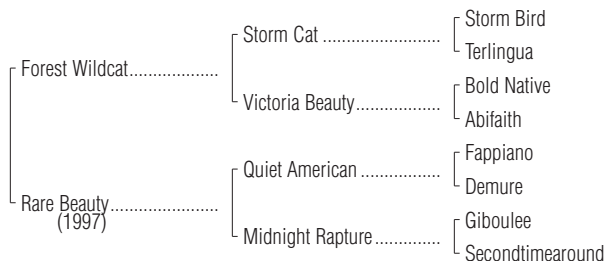 Storm Bird
Storm Cat ........................
Terlingua
Forest Wildcat..................
Bold Native
Victoria Beauty.................
Abifaith
Fappiano
Quiet American ................
Demure
Rare Beauty......................
(1997)
Giboulee
Midnight Rapture.............
Secondtimearound